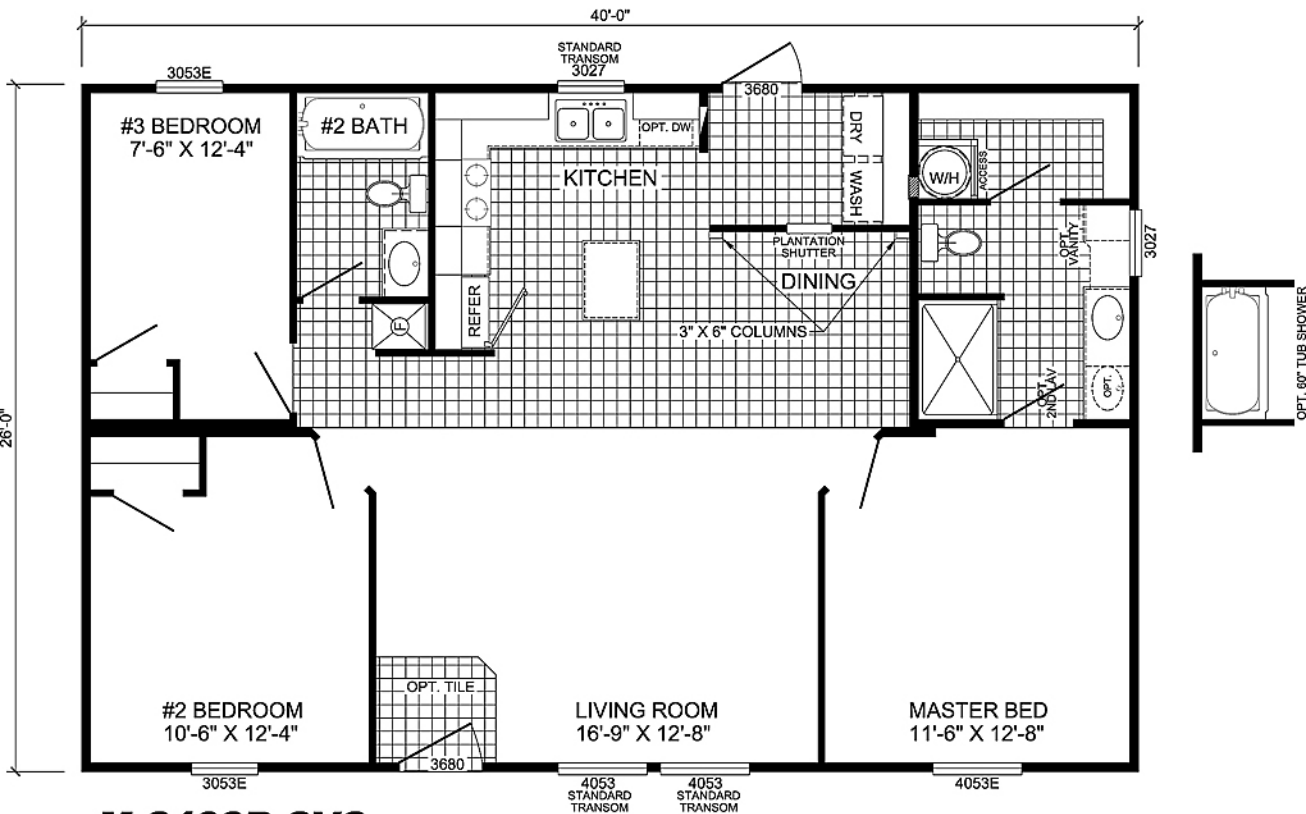 40'-0"
STANDARD
TRANSOM
3027
3053E
3680
#3 BEDROOM
7'-6" X 12'-4"
#2 BATH
OPT. DW
DRY
WASH
KITCHEN
W/H
ACCESS
PLANTATION
SHUTTER
DINING
3" X 6" COLUMNS
OPT.
VANITY
3027
REFER
F
OPT.
2ND LAV
OPT.
OPT. 60" TUB SHOWER
26'-0"
OPT. TILE
#2 BEDROOM
10'-6" X 12'-4"
LIVING ROOM
16'-9" X 12'-8"
MASTER BED
11'-6" X 12'-8"
3680
3053E
4053
STANDARD
TRANSOM
4053
STANDARD
TRANSOM
4053E